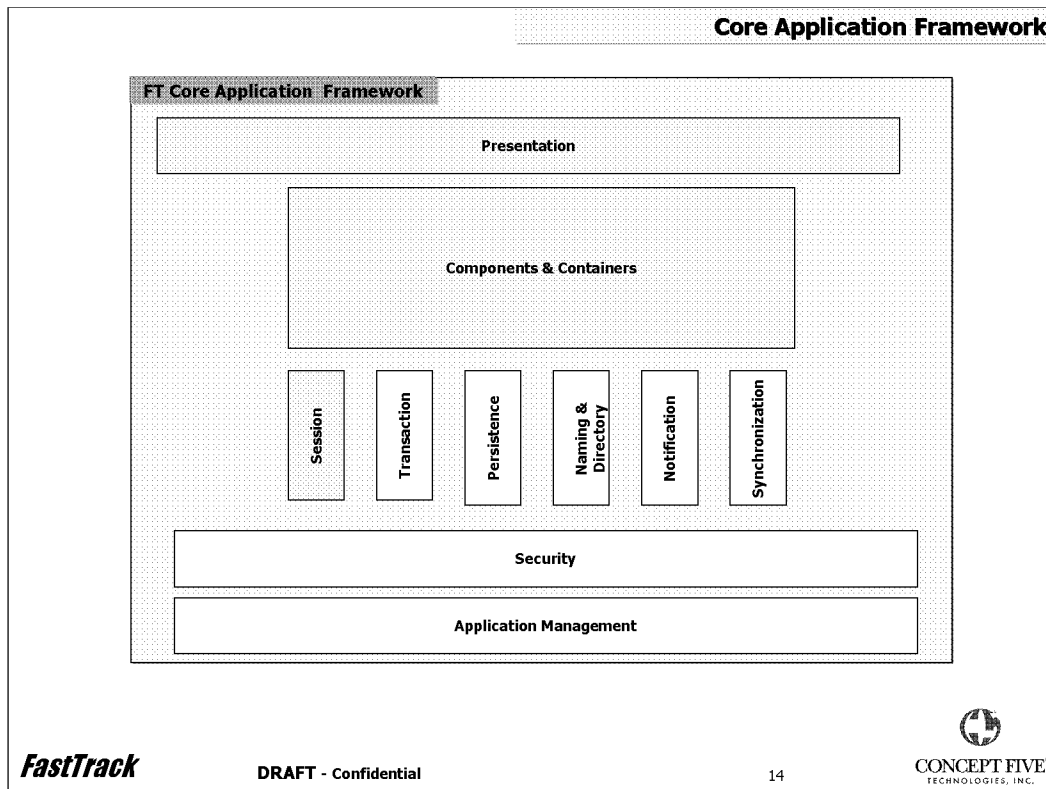 Core Application Framework
FT Core Application Framework
Presentation
Components & Containers
Session
Transaction
Persistence
Naming &
Directory
Notification
Synchronization
Security
Application Management
FastTrack
DRAFT - Confidential
14
CONCEPT FIVE
TECHNOLOGIES, INC.